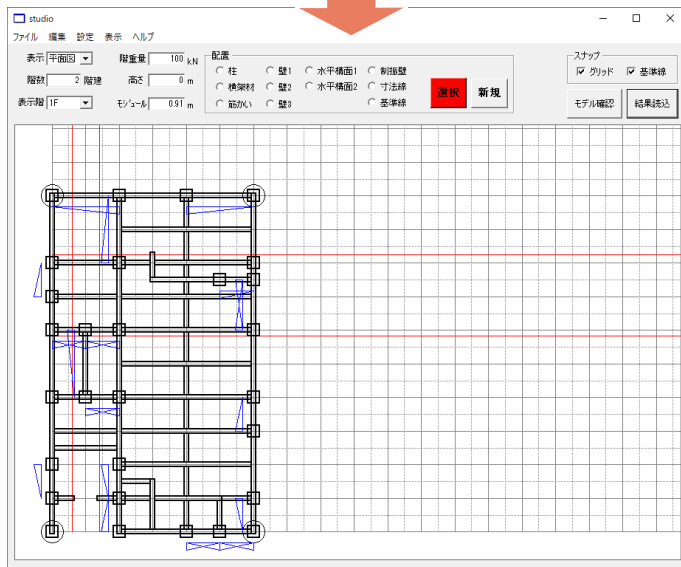 studio
ファイル 編集 設定 表示 ヘルプ
表示 平面図 階重量 100 kN 配置 スナップ
柱 壁1 水平構面1 制振壁 グリッド 基準線
階数 2 階建 高さ 0 m 横架材 壁2 水平構面2 寸法線 選択 新規
表示階 1F モジュール 0.91 m 筋かい 壁3 基準線 モデル確認 結果読込